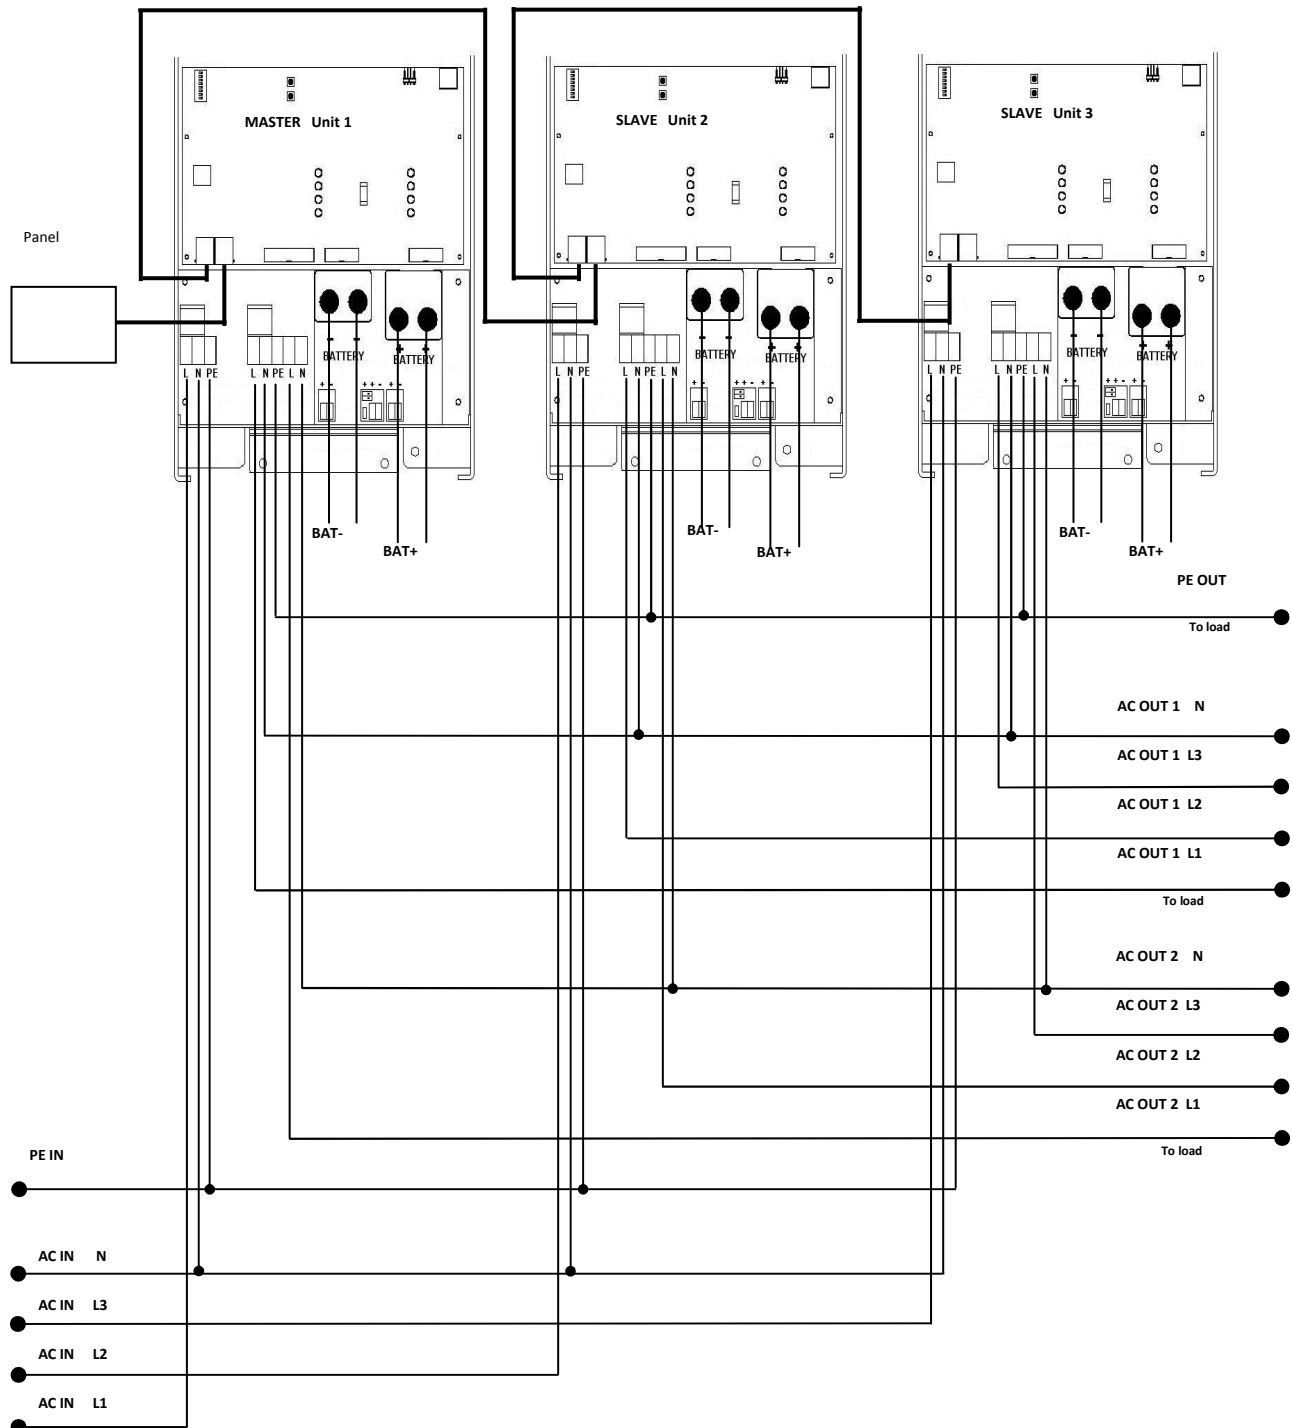 MASTER Unit 1
SLAVE Unit 2
SLAVE Unit 3
Panel
- -
BATTERY
+ +
BATTERY
L N PE
L N PE L N
+ -
+ + - + -
- -
BATTERY
+ +
BATTERY
L N PE
L N PE L N
+ -
+ + - + -
- -
BATTERY
+ +
BATTERY
L N PE
L N PE L N
+ -
+ + - + -
BAT-
BAT+
BAT-
BAT+
BAT-
BAT+
PE OUT
To load
AC OUT 1 N
AC OUT 1 L3
AC OUT 1 L2
AC OUT 1 L1
To load
AC OUT 2 N
AC OUT 2 L3
AC OUT 2 L2
AC OUT 2 L1
To load
PE IN
AC IN N
AC IN L3
AC IN L2
AC IN L1